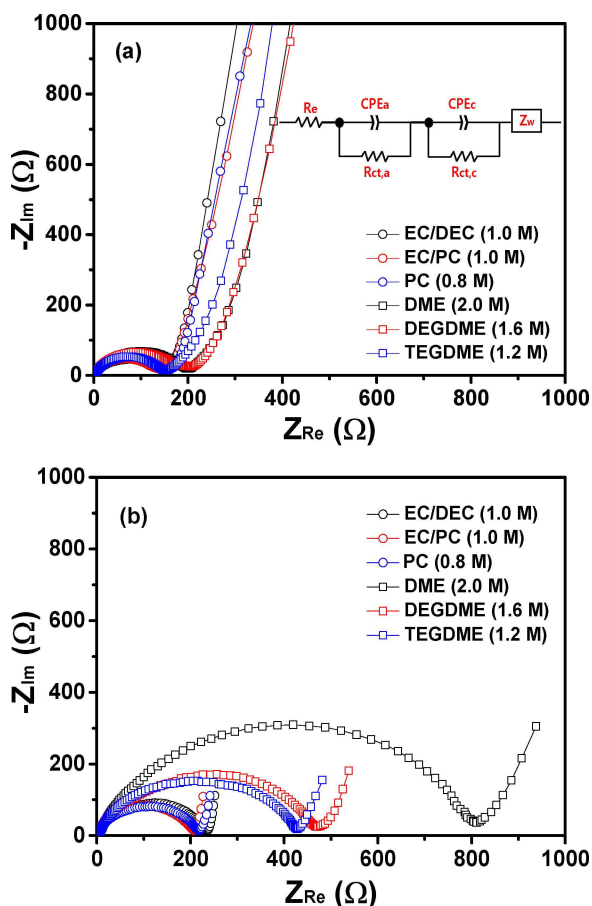 1000
(a)
800
600
400
200
0
-ZIm (Ω)
Re
CPEa
Rct,a
CPEc
Rct,c
Zw
EC/DEC (1.0 M)
EC/PC (1.0 M)
PC (0.8 M)
DME (2.0 M)
DEGDME (1.6 M)
TEGDME (1.2 M)
0 200 400 600 800 1000
ZRe (Ω)
1000
(b)
800
600
400
200
0
-ZIm (Ω)
EC/DEC (1.0 M)
EC/PC (1.0 M)
PC (0.8 M)
DME (2.0 M)
DEGDME (1.6 M)
TEGDME (1.2 M)
0 200 400 600 800 1000
ZRe (Ω)